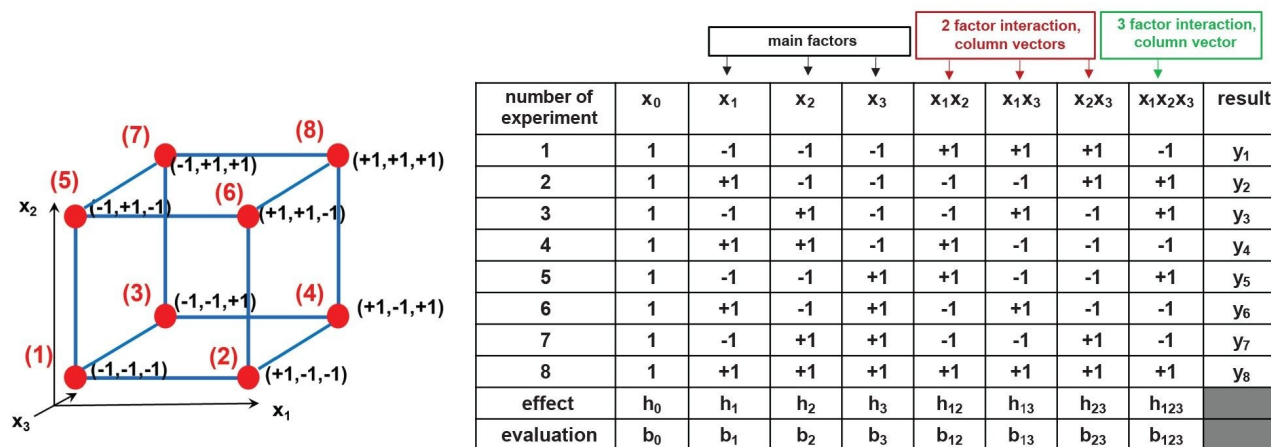 (7)
(8)
(-1,+1,+1)
(+1,+1,+1)
(5)
(6)
x₂
(-1,+1,-1)
(+1,+1,-1)
(3)
(4)
(-1,-1,+1)
(+1,-1,+1)
(1)
(2)
(-1,-1,-1)
(+1,-1,-1)
x₃
x₁
main factors
2 factor interaction,
column vectors
3 factor interaction,
column vector
number of
experiment
x₀ x₁ x₂ x₃ x₁x₂ x₁x₃ x₂x₃ x₁x₂x₃ result
1 1 -1 -1 -1 +1 +1 +1 -1 y₁
2 1 +1 -1 -1 -1 -1 +1 +1 y₂
3 1 -1 +1 -1 -1 +1 -1 +1 y₃
4 1 +1 +1 -1 +1 -1 -1 -1 y₄
5 1 -1 -1 +1 +1 -1 -1 +1 y₅
6 1 +1 -1 +1 -1 +1 -1 -1 y₆
7 1 -1 -1 +1 -1 -1 +1 -1 y₇
8 1 +1 +1 +1 +1 +1 +1 +1 y₈
effect h₀ h₁ h₂ h₃ h₁₂ h₁₃ h₂₃ h₁₂₃
evaluation b₀ b₁ b₂ b₃ b₁₂ b₁₃ b₂₃ b₁₂₃